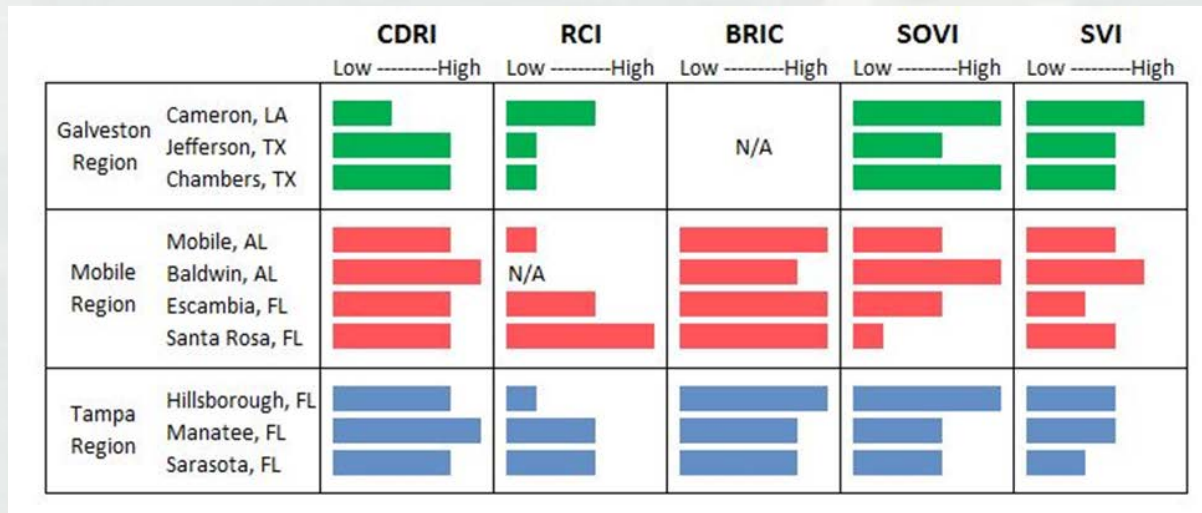 CDRI RCI BRIC SOVI SVI
Low ---------High Low ---------High Low ---------High Low ---------High Low ---------High
Galveston Region
Cameron, LA
Jefferson, TX
Chambers, TX
N/A
Mobile Region
Mobile, AL
Baldwin, AL
N/A
Escambia, FL
Santa Rosa, FL
Tampa Region
Hillsborough, FL
Manatee, FL
Sarasota, FL